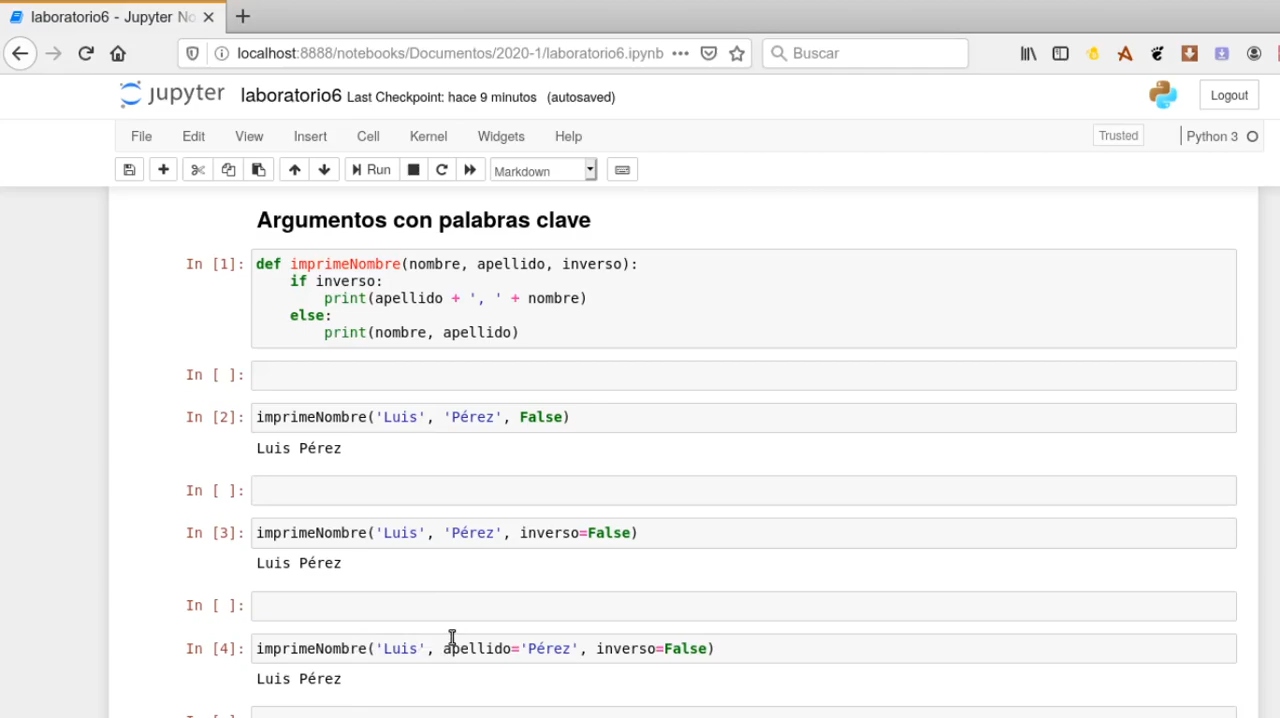 laboratorio6 - Jupyter No
localhost:8888/notebooks/Documentos/2020-1/laboratorio6.ipynb
Buscar
jupyter laboratorio6 Last Checkpoint: hace 9 minutos (autosaved)
Logout
File Edit View Insert Cell Kernel Widgets Help
Trusted
Python 3
Run
Markdown
Argumentos con palabras clave
In [1]: def imprimeNombre(nombre, apellido, inverso):
if inverso:
print(apellido + ', ' + nombre)
else:
print(nombre, apellido)
In [ ]:
In [2]: imprimeNombre('Luis', 'Pérez', False)
Luis Pérez
In [ ]:
In [3]: imprimeNombre('Luis', 'Pérez', inverso=False)
Luis Pérez
In [ ]:
In [4]: imprimeNombre('Luis', apellido='Pérez', inverso=False)
Luis Pérez